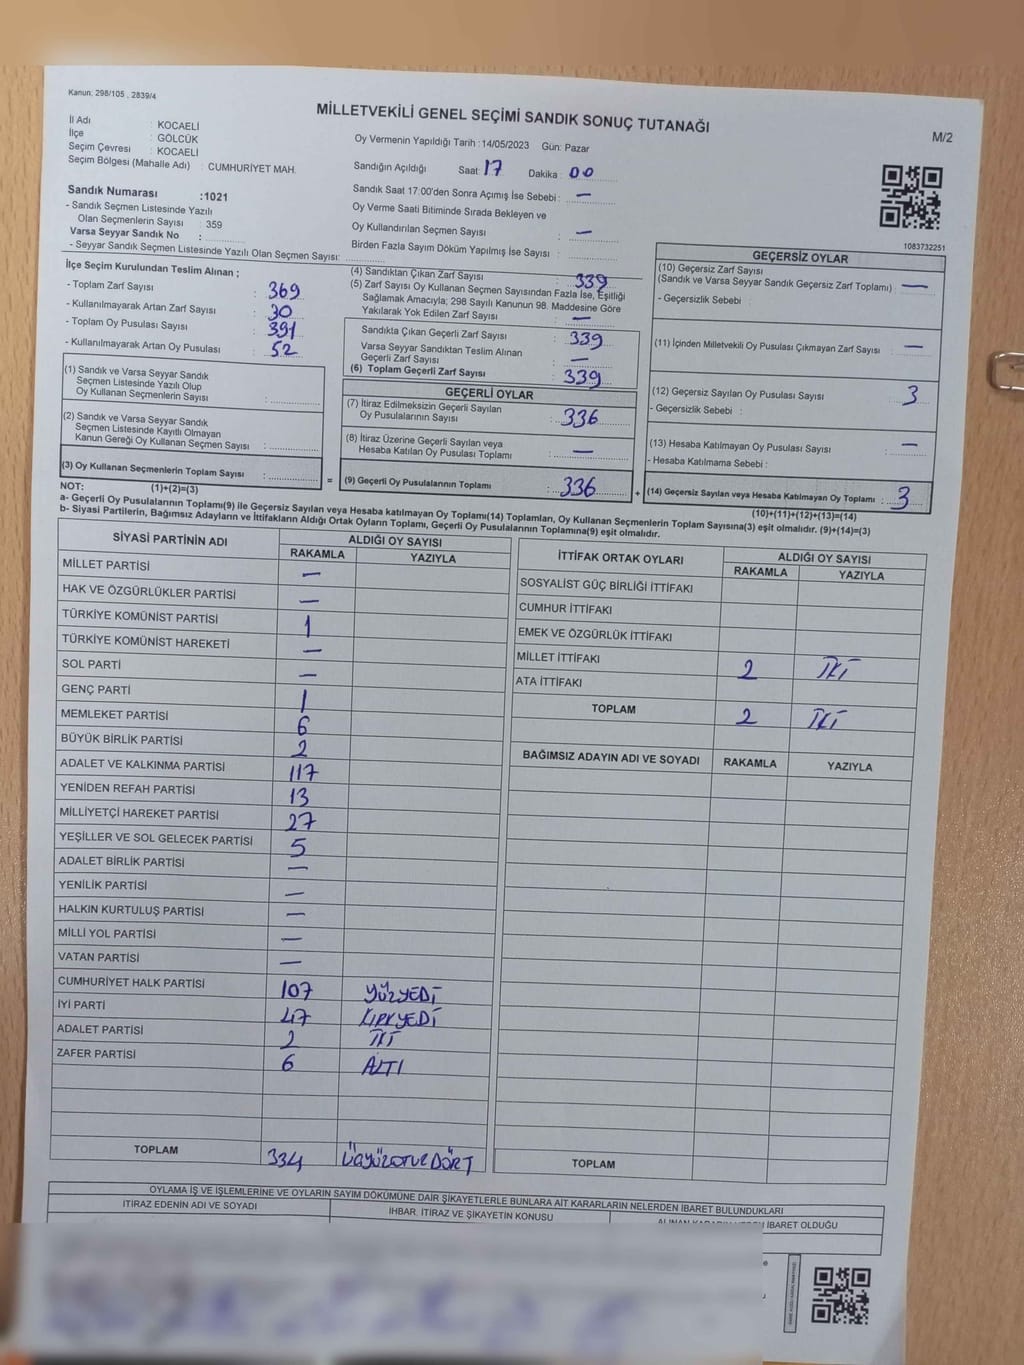 Kanun, 298/105 , 2839/4
MİLLETVEKİLİ GENEL SEÇİMİ SANDIK SONUÇ TUTANAĞI
M/2
İl Adı : KOCAELİ
İlçe : GÖLCÜK
Seçim Çevresi : KOCAELİ
Seçim Bölgesi (Mahalle Adı) : CUMHURİYET MAH.
Oy Vermenin Yapıldığı Tarih : 14/05/2023 Gün: Pazar
Sandığın Açıldığı Saat : 17 Dakika : 00
Sandık Saat 17:00'den Sonra Açımış İse Sebebi : —
Oy Verme Saati Bitiminde Sırada Bekleyen ve
Oy Kullandırılan Seçmen Sayısı : —
Birden Fazla Sayım Döküm Yapılmış İse Sayısı :
Sandık Numarası :1021
- Sandık Seçmen Listesinde Yazılı
Olan Seçmenlerin Sayısı : 359
Varsa Seyyar Sandık No :
- Seyyar Sandık Seçmen Listesinde Yazılı Olan Seçmen Sayısı:
1083732251
İlçe Seçim Kurulundan Teslim Alınan ;
- Toplam Zarf Sayısı : 369
- Kullanılmayarak Artan Zarf Sayısı : 30
- Toplam Oy Pusulası Sayısı : 391
- Kullanılmayarak Artan Oy Pusulası : 52
(1) Sandık ve Varsa Seyyar Sandık
Seçmen Listesinde Yazılı Olup
Oy Kullanan Seçmenlerin Sayısı :
(2) Sandık ve Varsa Seyyar Sandık
Seçmen Listesinde Kayıtlı Olmayan
Kanun Gereği Oy Kullanan Seçmen Sayısı :
(3) Oy Kullanan Seçmenlerin Toplam Sayısı :
(4) Sandıktan Çıkan Zarf Sayısı : 339
(5) Zarf Sayısı Oy Kullanan Seçmen Sayısından Fazla İse, Eşitliği
Sağlamak Amacıyla; 298 Sayılı Kanunun 98. Maddesine Göre
Yakılarak Yok Edilen Zarf Sayısı : —
Sandıkta Çıkan Geçerli Zarf Sayısı : 339
Varsa Seyyar Sandıktan Teslim Alınan
Geçerli Zarf Sayısı : —
(6) Toplam Geçerli Zarf Sayısı : 339
GEÇERLİ OYLAR
(7) İtiraz Edilmeksizin Geçerli Sayılan
Oy Pusulalarının Sayısı : 336
(8) İtiraz Üzerine Geçerli Sayılan veya
Hesaba Katılan Oy Pusulası Toplamı : —
= (9) Geçerli Oy Pusulalarının Toplamı : 336
GEÇERSİZ OYLAR
(10) Geçersiz Zarf Sayısı
(Sandık ve Varsa Seyyar Sandık Geçersiz Zarf Toplamı) : —
- Geçersizlik Sebebi :
(11) İçinden Milletvekili Oy Pusulası Çıkmayan Zarf Sayısı : —
(12) Geçersiz Sayılan Oy Pusulası Sayısı : 3
- Geçersizlik Sebebi :
(13) Hesaba Katılmayan Oy Pusulası Sayısı : —
- Hesaba Katılmama Sebebi :
+ (14) Geçersiz Sayılan veya Hesaba Katılmayan Oy Toplamı : 3
NOT: (1)+(2)=(3)
(10)+(11)+(12)+(13)=(14)
a- Geçerli Oy Pusulalarının Toplamı(9) ile Geçersiz Sayılan veya Hesaba katılmayan Oy Toplamı(14) Toplamları, Oy Kullanan Seçmenlerin Toplam Sayısına(3) eşit olmalıdır. (9)+(14)=(3)
b- Siyasi Partilerin, Bağımsız Adayların ve İttifakların Aldığı Ortak Oyların Toplamı, Geçerli Oy Pusulalarının Toplamına(9) eşit olmalıdır.
SİYASİ PARTİNİN ADI ALDIĞI OY SAYISI
RAKAMLA YAZIYLA
MİLLET PARTİSİ —
HAK VE ÖZGÜRLÜKLER PARTİSİ —
TÜRKİYE KOMÜNİST PARTİSİ 1
TÜRKİYE KOMÜNİST HAREKETİ —
SOL PARTİ —
GENÇ PARTİ 1
MEMLEKET PARTİSİ 6
BÜYÜK BİRLİK PARTİSİ 2
ADALET VE KALKINMA PARTİSİ 117
YENİDEN REFAH PARTİSİ 13
MİLLİYETÇİ HAREKET PARTİSİ 27
YEŞİLLER VE SOL GELECEK PARTİSİ 5
ADALET BİRLİK PARTİSİ —
YENİLİK PARTİSİ —
HALKIN KURTULUŞ PARTİSİ —
MİLLİ YOL PARTİSİ —
VATAN PARTİSİ —
CUMHURİYET HALK PARTİSİ 107 YÜZYEDİ
İYİ PARTİ 47 KIRKYEDİ
ADALET PARTİSİ 2 İKİ
ZAFER PARTİSİ 6 ALTI
TOPLAM 334 ÜÇYÜZOTUZDÖRT
İTTİFAK ORTAK OYLARI ALDIĞI OY SAYISI
RAKAMLA YAZIYLA
SOSYALİST GÜÇ BİRLİĞİ İTTİFAKI
CUMHUR İTTİFAKI
EMEK VE ÖZGÜRLÜK İTTİFAKI
MİLLET İTTİFAKI 2 İKİ
ATA İTTİFAKI
TOPLAM 2 İKİ
BAĞIMSIZ ADAYIN ADI VE SOYADI RAKAMLA YAZIYLA
TOPLAM
OYLAMA İŞ VE İŞLEMLERİNE VE OYLARIN SAYIM DÖKÜMÜNE DAİR ŞİKAYETLERLE BUNLARA AİT KARARLARIN NELERDEN İBARET BULUNDUKLARI
İTİRAZ EDENİN ADI VE SOYADI İHBAR, İTİRAZ VE ŞİKAYETİN KONUSU İBARET OLDUĞU